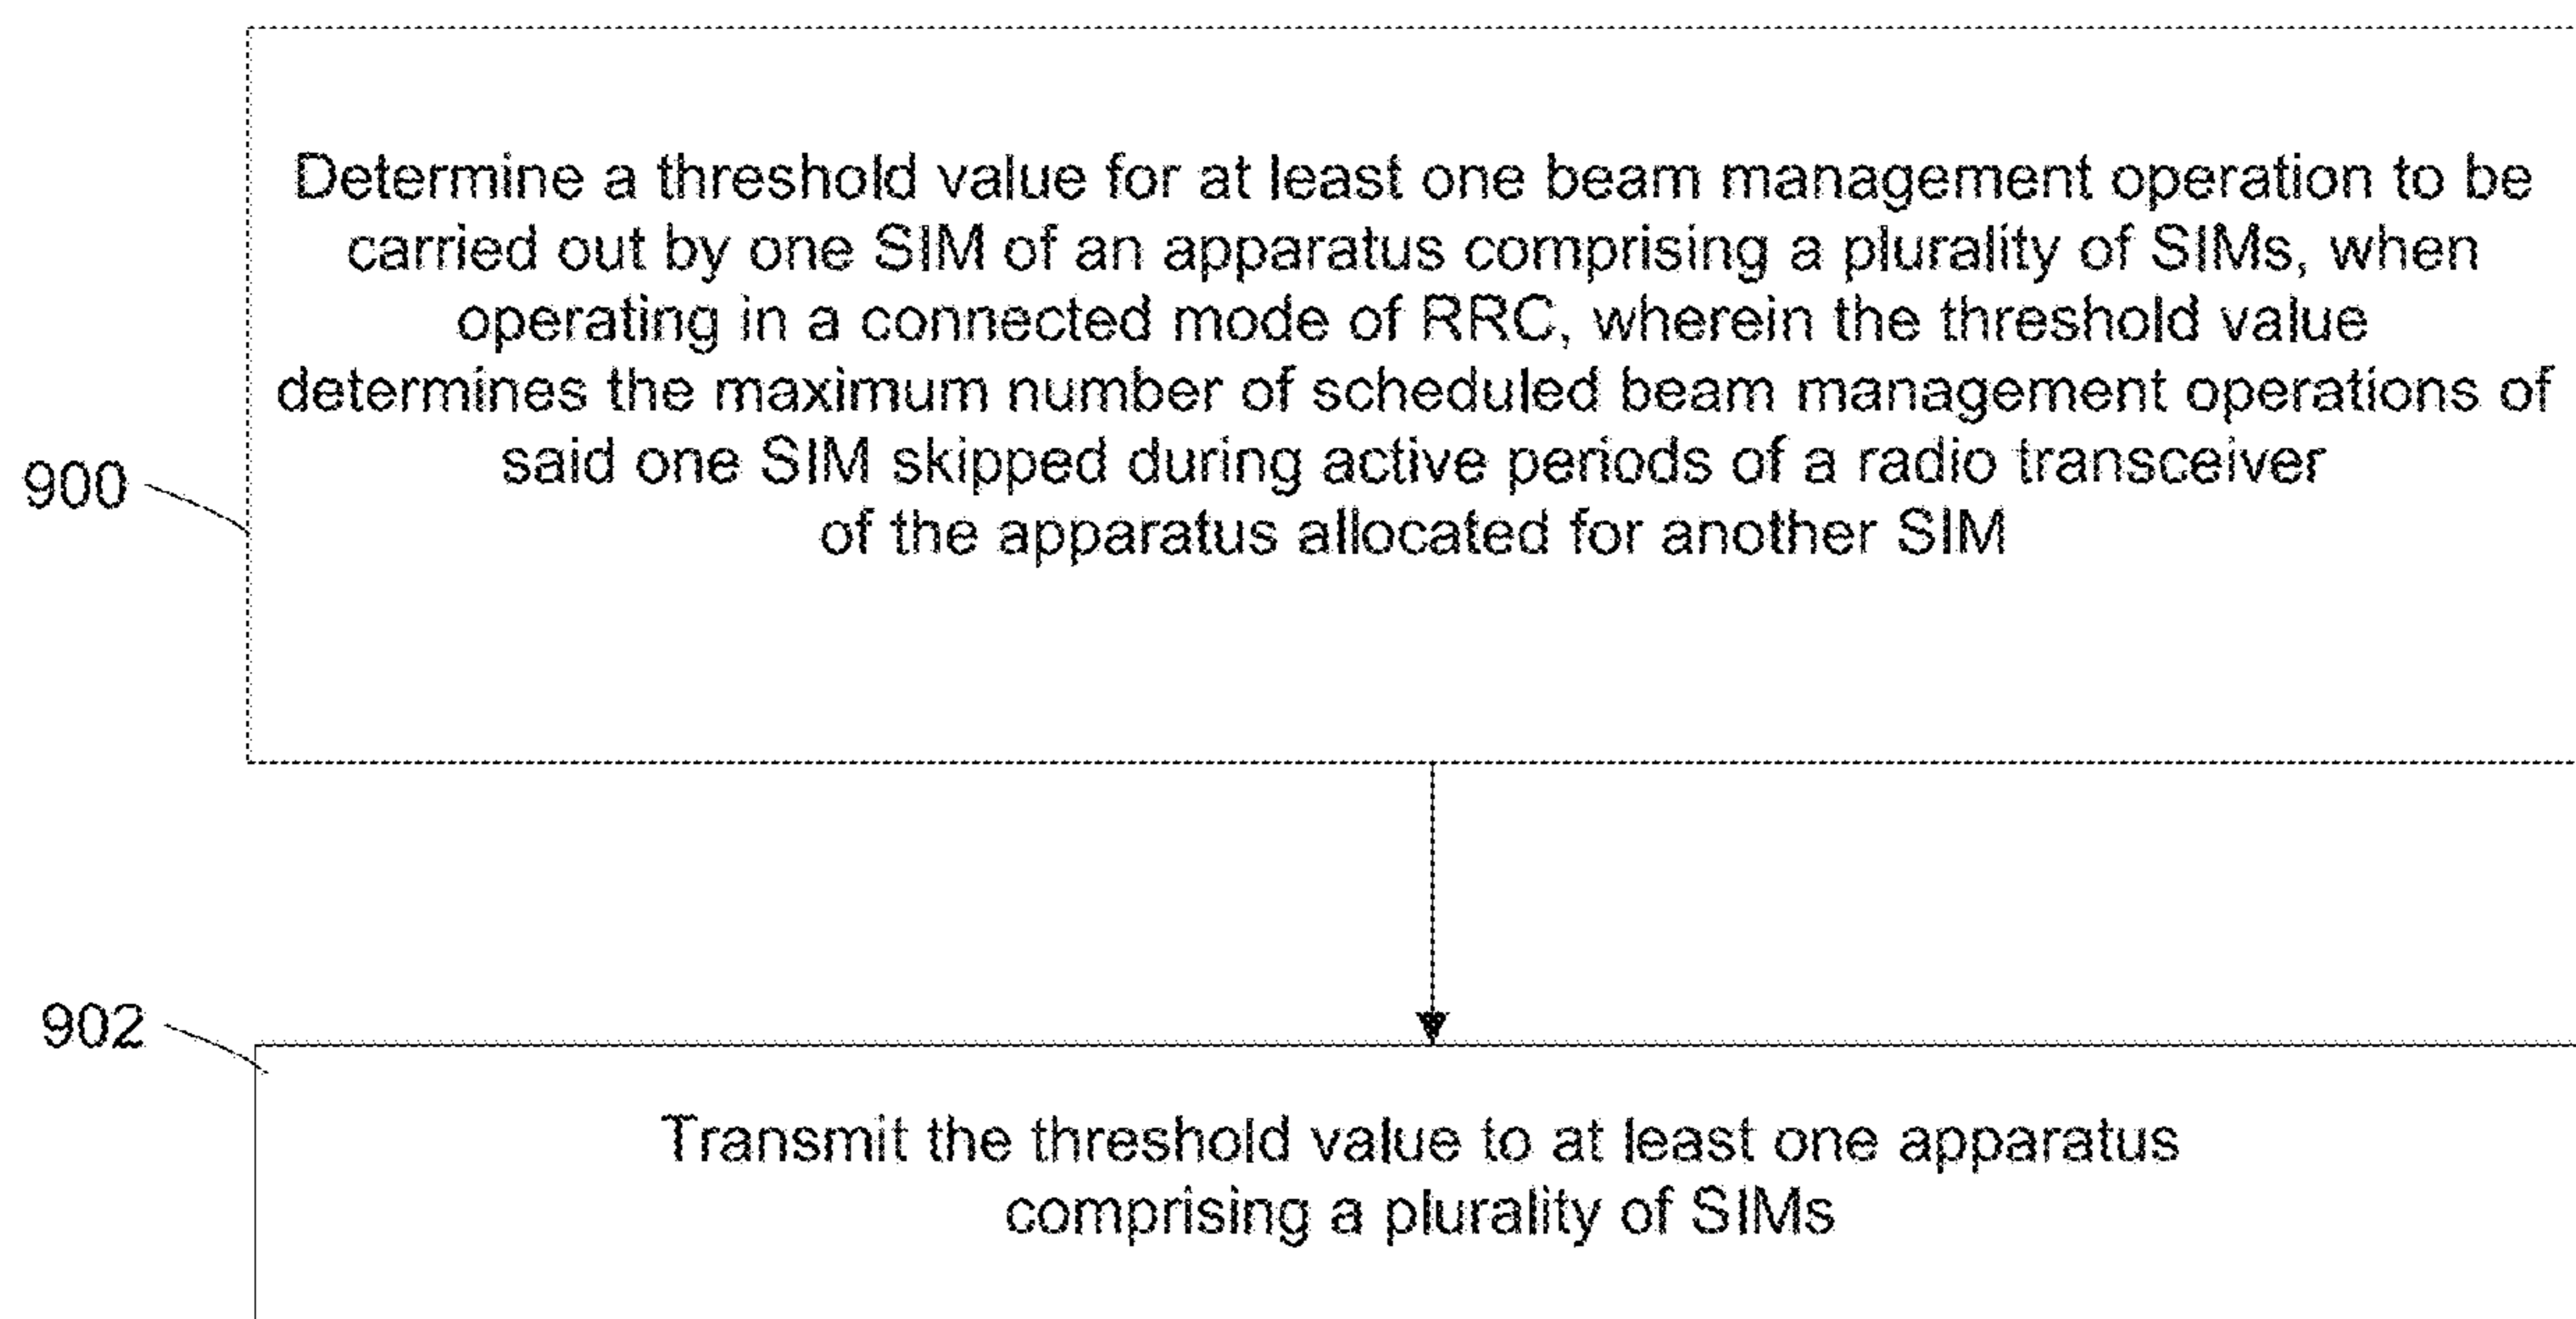 Determine a threshold value for at least one beam management operation to be
carried out by one SIM of an apparatus comprising a plurality of SIMs, when
operating in a connected mode of RRC, wherein the threshold value
determines the maximum number of scheduled beam management operations of
said one SIM skipped during active periods of a radio transceiver
of the apparatus allocated for another SIM
900
902
Transmit the threshold value to at least one apparatus
comprising a plurality of SIMs